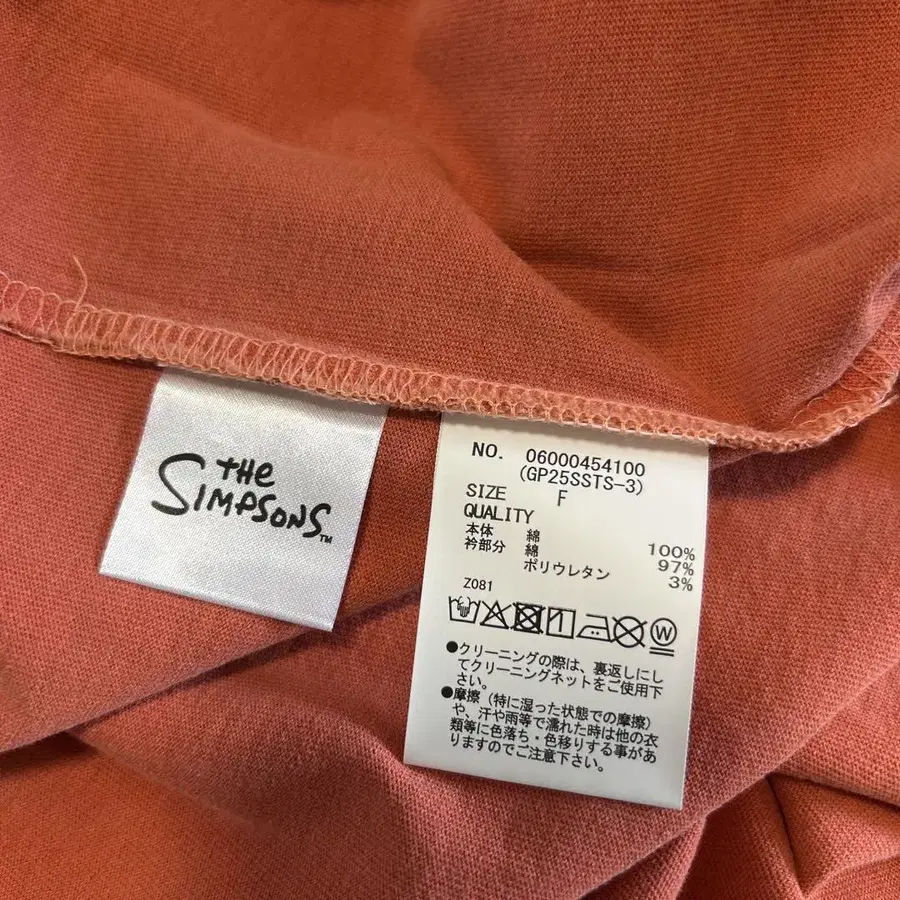 THE
SIMPSONS™
NO. 06000454100
(GP25SSTS-3)
SIZE F
QUALITY
本体 綿 100%
衿部分 綿 97%
ポリウレタン 3%
Z081
W
●クリーニングの際は、裏返しにし
てクリーニングネットをご使用下
さい。
●摩擦（特に湿った状態での摩擦）
や、汗や雨等で濡れた時は他の衣
類等に色落ち・色移りする事があ
りますのでご注意下さい。